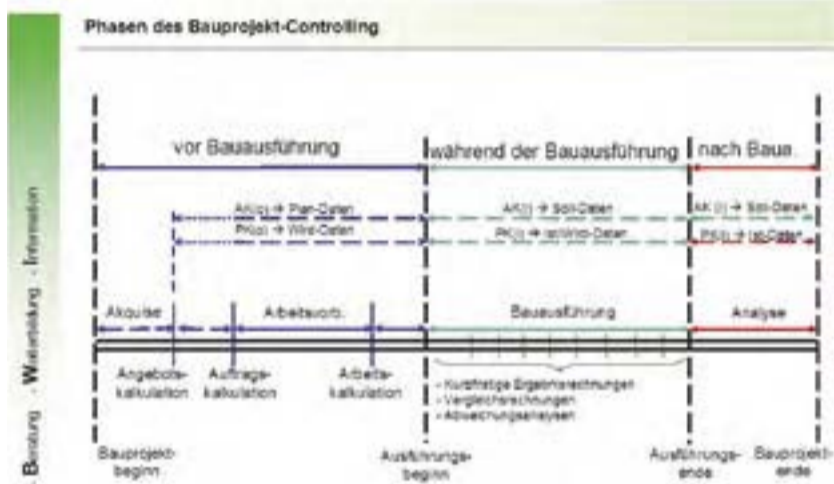 Phasen des Bauprojekt-Controlling
vor Bauausführung
während der Bauausführung
nach Baua.
AK(o) → Plan-Daten
AK(i) → Soll-Daten
AK (i) → Soll-Daten
PK(o) → Wird-Daten
PK(i) → Ist/Wird-Daten
PK(i) → Ist-Daten
Akquise
Arbeitsvorb.
Bauausführung
Analyse
Angebots-
kalkulation
Auftrags-
kalkulation
Arbeits-
kalkulation
- Kurzfristige Ergebnisrechnungen
- Vergleichsrechnungen
- Abweichungsanalysen
Bauprojekt-
beginn
Ausführungs-
beginn
Ausführungs-
ende
Bauprojekt-
ende
- Beratung - Weiterbildung - Information